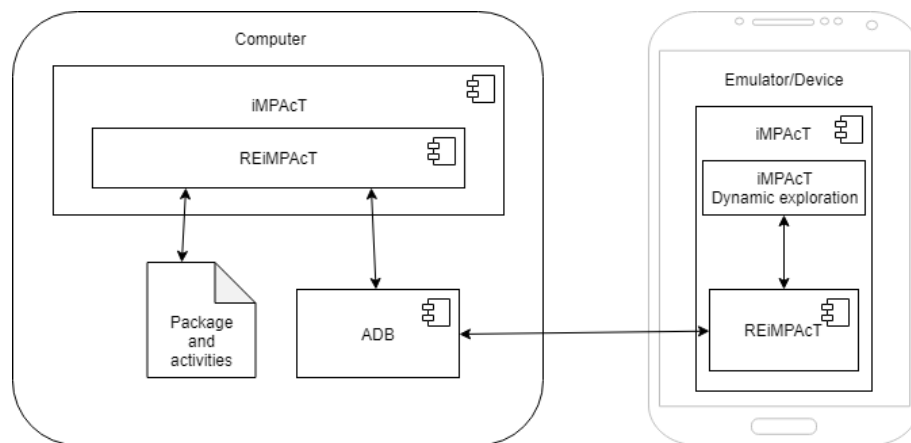 Computer
iMPAcT
REiMPAcT
Package
and
activities
ADB
Emulator/Device
iMPAcT
iMPAcT
Dynamic exploration
REiMPAcT